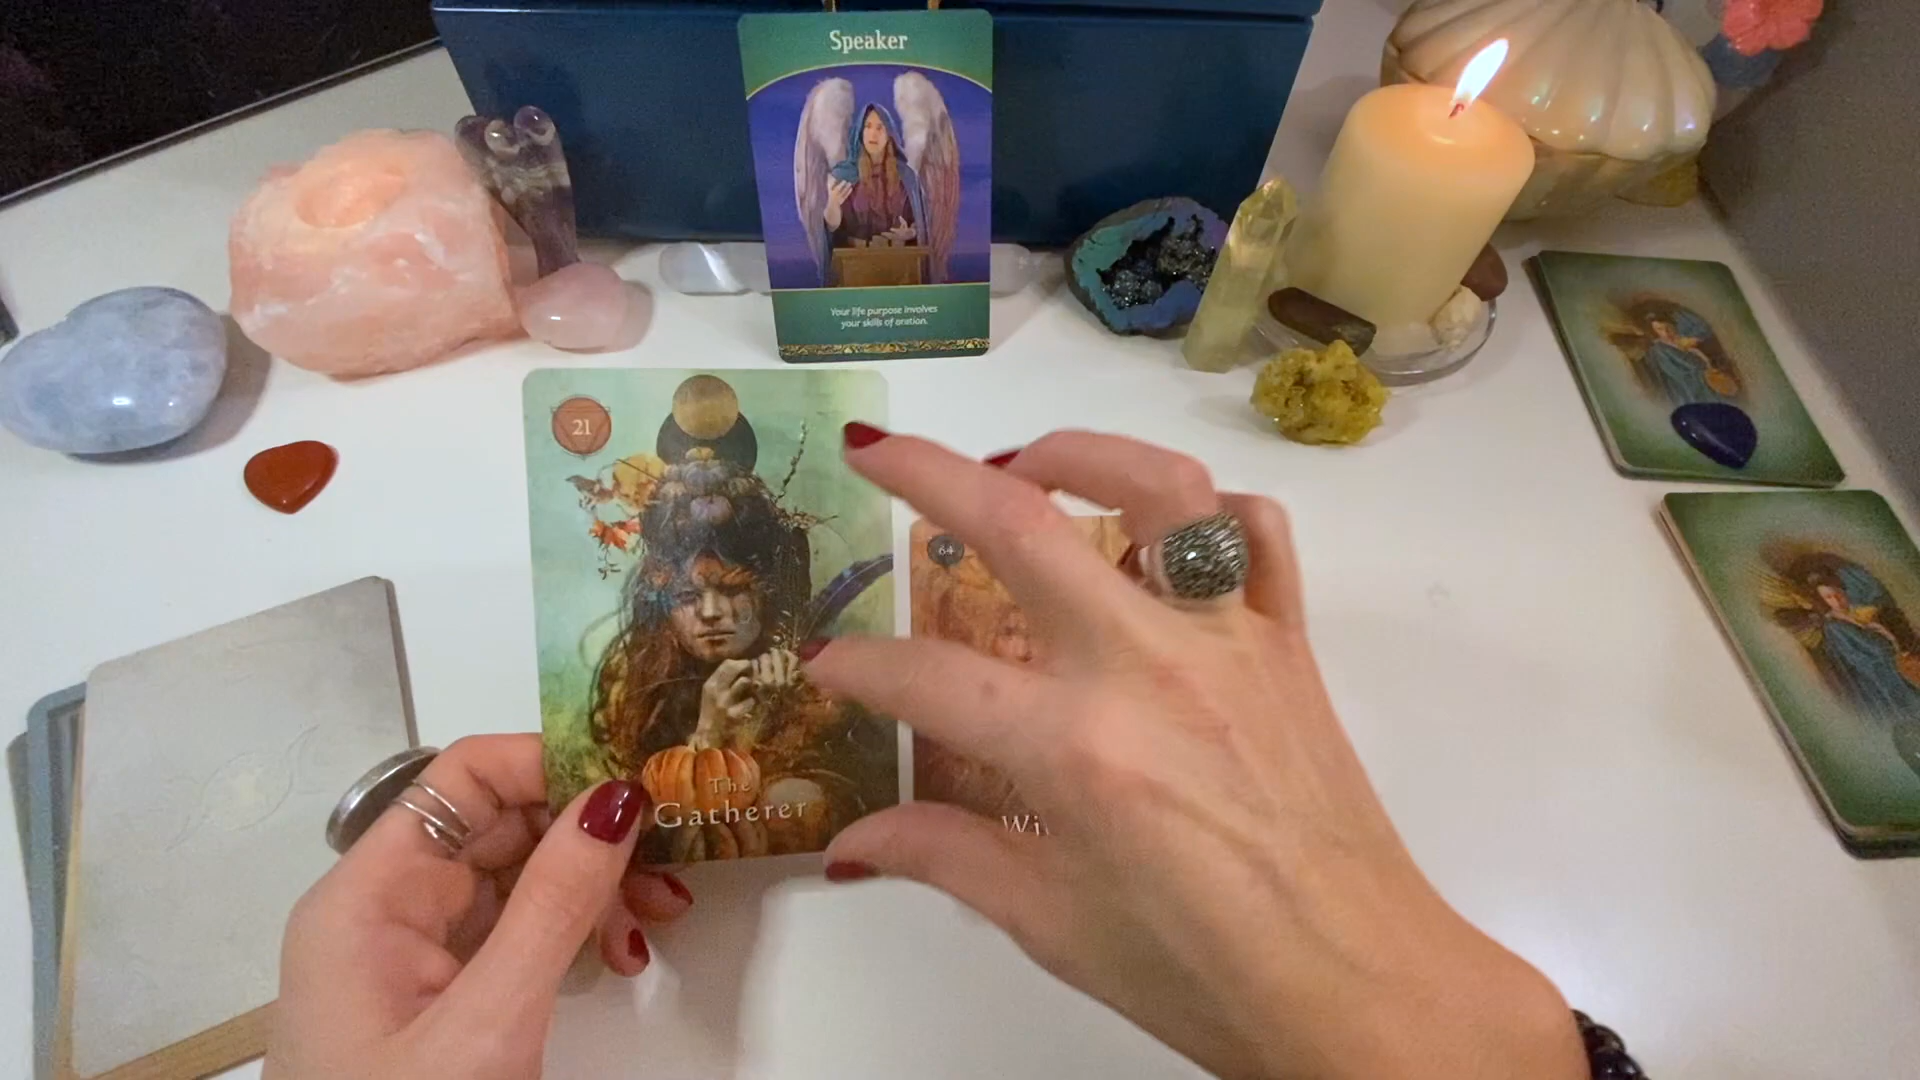 Speaker
Your life purpose involves
your skills of oration.
21
The
Gatherer
64